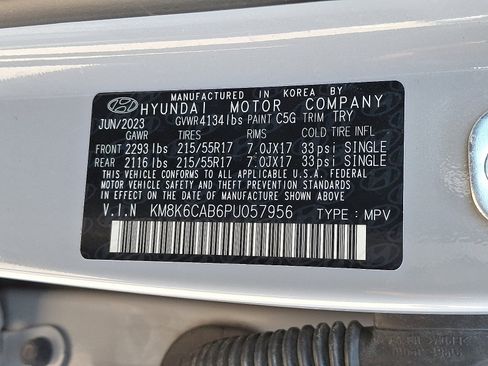 MANUFACTURED IN KOREA BY
HYUNDAI MOTOR COMPANY
JUN/2023 GVWR 4134 lbs PAINT C5G TRIM TRY
GAWR TIRES RIMS COLD TIRE INFL
FRONT 2293 lbs 215/55R17 7.0JX17 33psi SINGLE
REAR 2116 lbs 215/55R17 7.0JX17 33psi SINGLE
THIS VEHICLE CONFORMS TO ALL APPLICABLE U.S.A. FEDERAL
MOTOR VEHICLE SAFETY AND THEFT PREVENTION STANDARDS
IN EFFECT ON THE DATE OF MANUFACTURE SHOWN ABOVE.
V.I.N KM8K6CAB6PU057956 TYPE : MPV